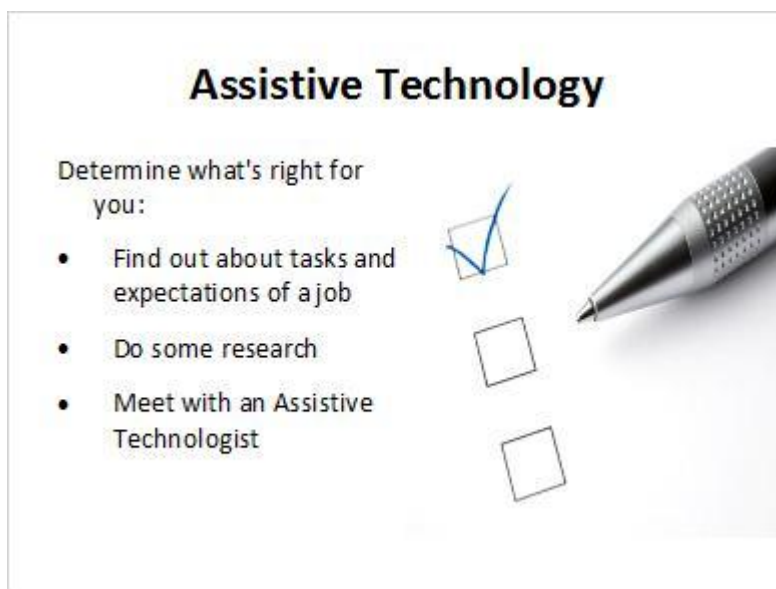 Assistive Technology
Determine what's right for
you:
• Find out about tasks and
expectations of a job
• Do some research
• Meet with an Assistive
Technologist